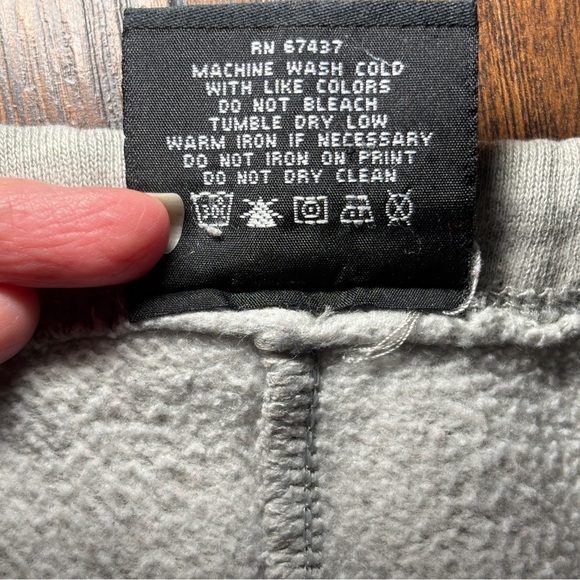 RN 67437
MACHINE WASH COLD
WITH LIKE COLORS
DO NOT BLEACH
TUMBLE DRY LOW
WARM IRON IF NECESSARY
DO NOT IRON ON PRINT
DO NOT DRY CLEAN
30